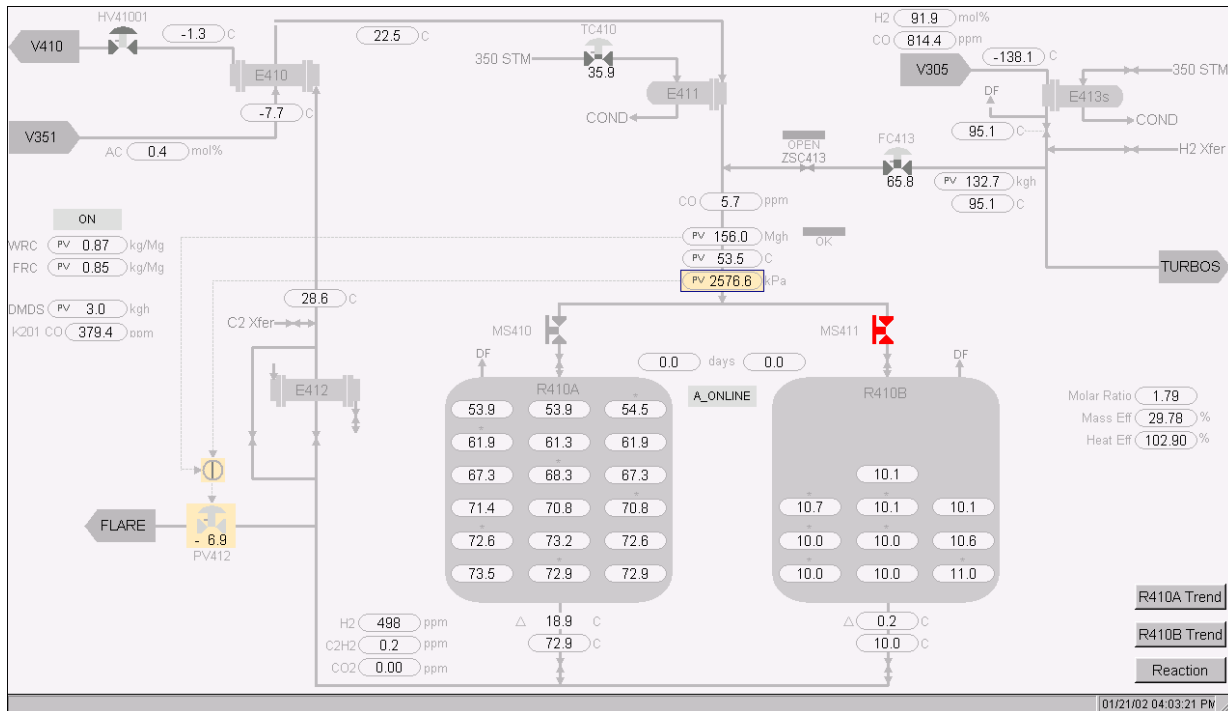 HV41001
V410
-1.3 C
22.5 C
E410
-7.7 C
V351
AC 0.4 mol%
TC410
350 STM
35.9
E411
COND
H2 91.9 mol%
CO 814.4 ppm
V305
-138.1 C
350 STM
DF
E413s
COND
95.1 C
H2 Xfer
OPEN
ZSC413
FC413
65.8
PV 132.7 kgh
95.1 C
TURBOS
CO 5.7 ppm
PV 156.0 Mgh
OK
PV 53.5 C
PV 2576.6 kPa
ON
WRC PV 0.87 kg/Mg
FRC PV 0.85 kg/Mg
DMDS PV 3.0 kgh
K201 CO 379.4 ppm
28.6 C
C2 Xfer
E412
FLARE
- 6.9
PV412
MS410
MS411
0.0 days 0.0
DF
R410A
A_ONLINE
R410B
DF
53.9 53.9 54.5
61.9 61.3 61.9
67.3 68.3 67.3
71.4 70.8 70.8
72.6 73.2 72.6
73.5 72.9 72.9
10.1
10.7 10.1 10.1
10.0 10.0 10.6
10.0 10.0 11.0
Molar Ratio 1.79
Mass Eff 29.78 %
Heat Eff 102.90 %
H2 498 ppm
C2H2 0.2 ppm
CO2 0.00 ppm
△ 18.9 C
72.9 C
△ 0.2 C
10.0 C
R410A Trend
R410B Trend
Reaction
01/21/02 04:03:21 PM